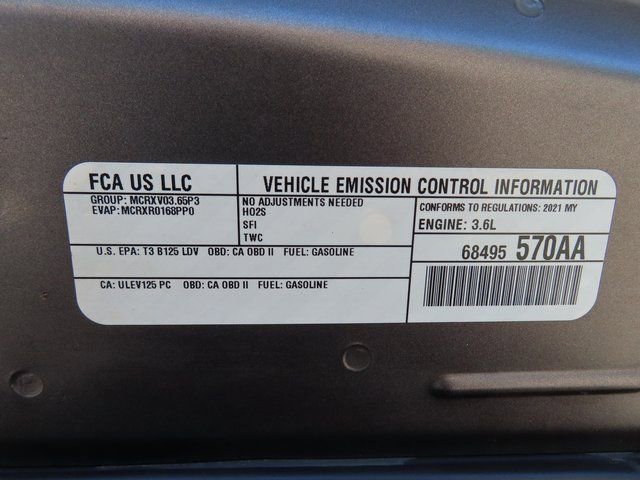 FCA US LLC
VEHICLE EMISSION CONTROL INFORMATION
GROUP: MCRXV03.65P3
EVAP: MCRXR0168PP0
NO ADJUSTMENTS NEEDED
HO2S
SFI
TWC
CONFORMS TO REGULATIONS: 2021 MY
ENGINE: 3.6L
U.S. EPA: T3 B125 LDV OBD: CA OBD II FUEL: GASOLINE
68495 570AA
CA: ULEV125 PC OBD: CA OBD II FUEL: GASOLINE